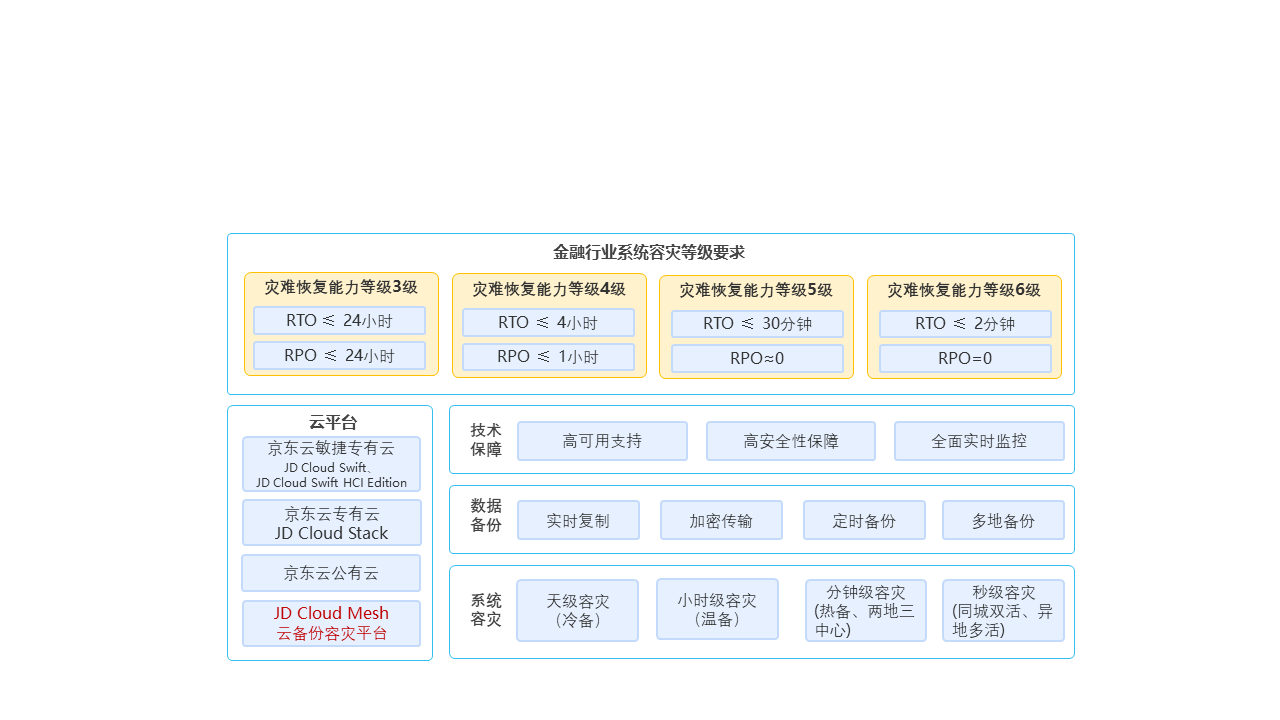 金融行业系统容灾等级要求
灾难恢复能力等级3级
RTO ≤ 24小时
RPO ≤ 24小时
灾难恢复能力等级4级
RTO ≤ 4小时
RPO ≤ 1小时
灾难恢复能力等级5级
RTO ≤ 30分钟
RPO≈0
灾难恢复能力等级6级
RTO ≤ 2分钟
RPO=0
云平台
京东云敏捷专有云
JD Cloud Swift、
JD Cloud Swift HCI Edition
京东云专有云
JD Cloud Stack
京东云公有云
JD Cloud Mesh
云备份容灾平台
技术
保障
高可用支持
高安全性保障
全面实时监控
数据
备份
实时复制
加密传输
定时备份
多地备份
系统
容灾
天级容灾
（冷备）
小时级容灾
（温备）
分钟级容灾
(热备、两地三
中心)
秒级容灾
(同城双活、异
地多活)